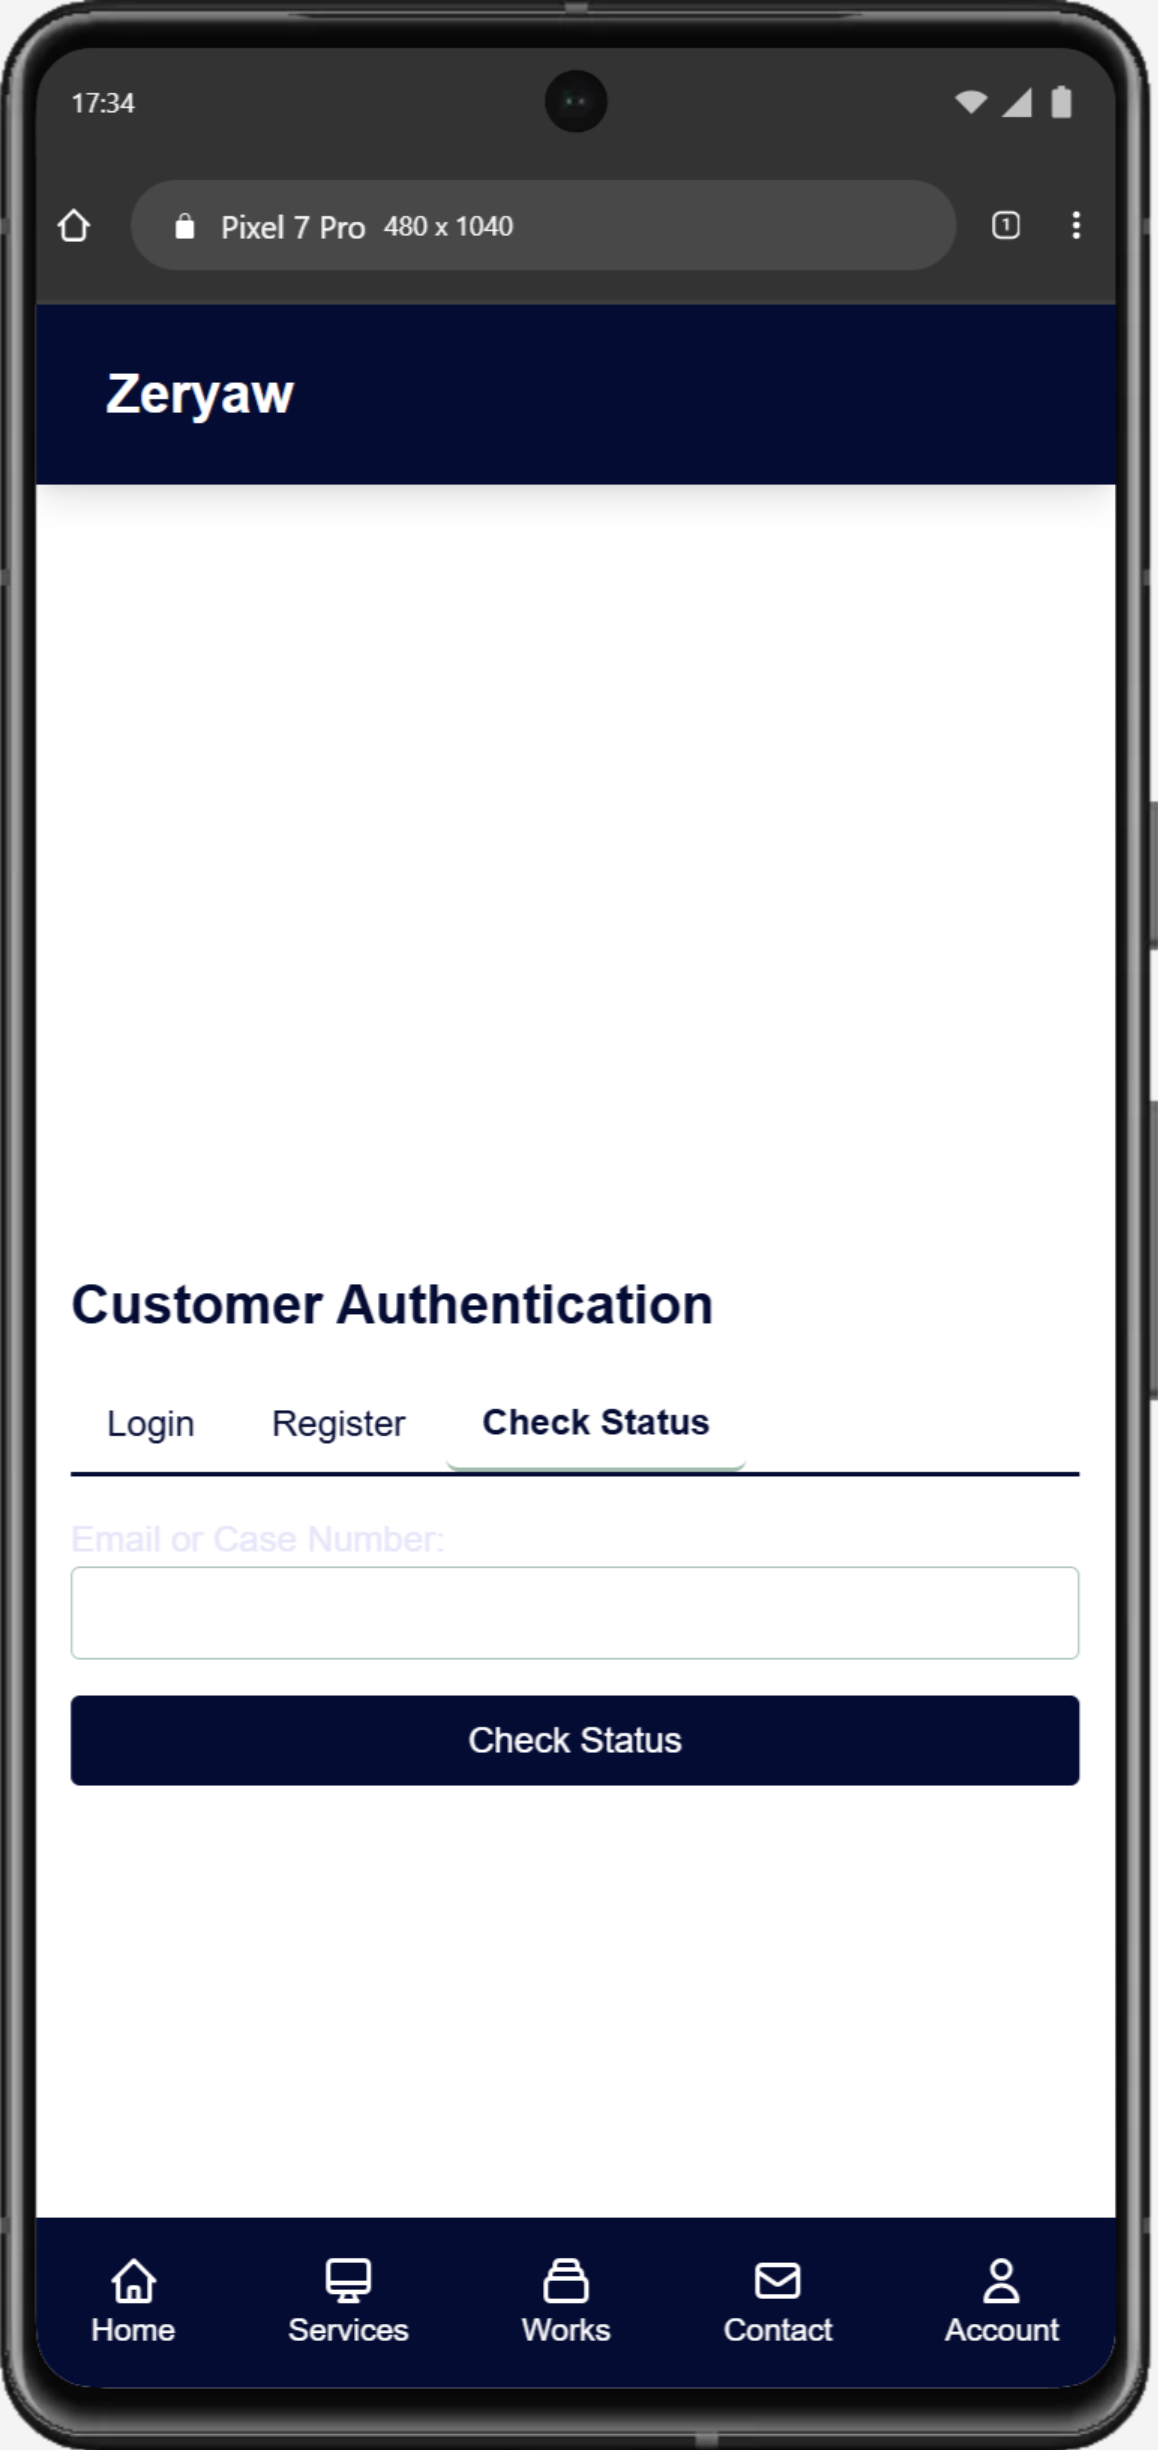 17:34
Pixel 7 Pro 480 x 1040
1
Zeryaw
Customer Authentication
Login Register Check Status
Email or Case Number:
Check Status
Home Services Works Contact Account